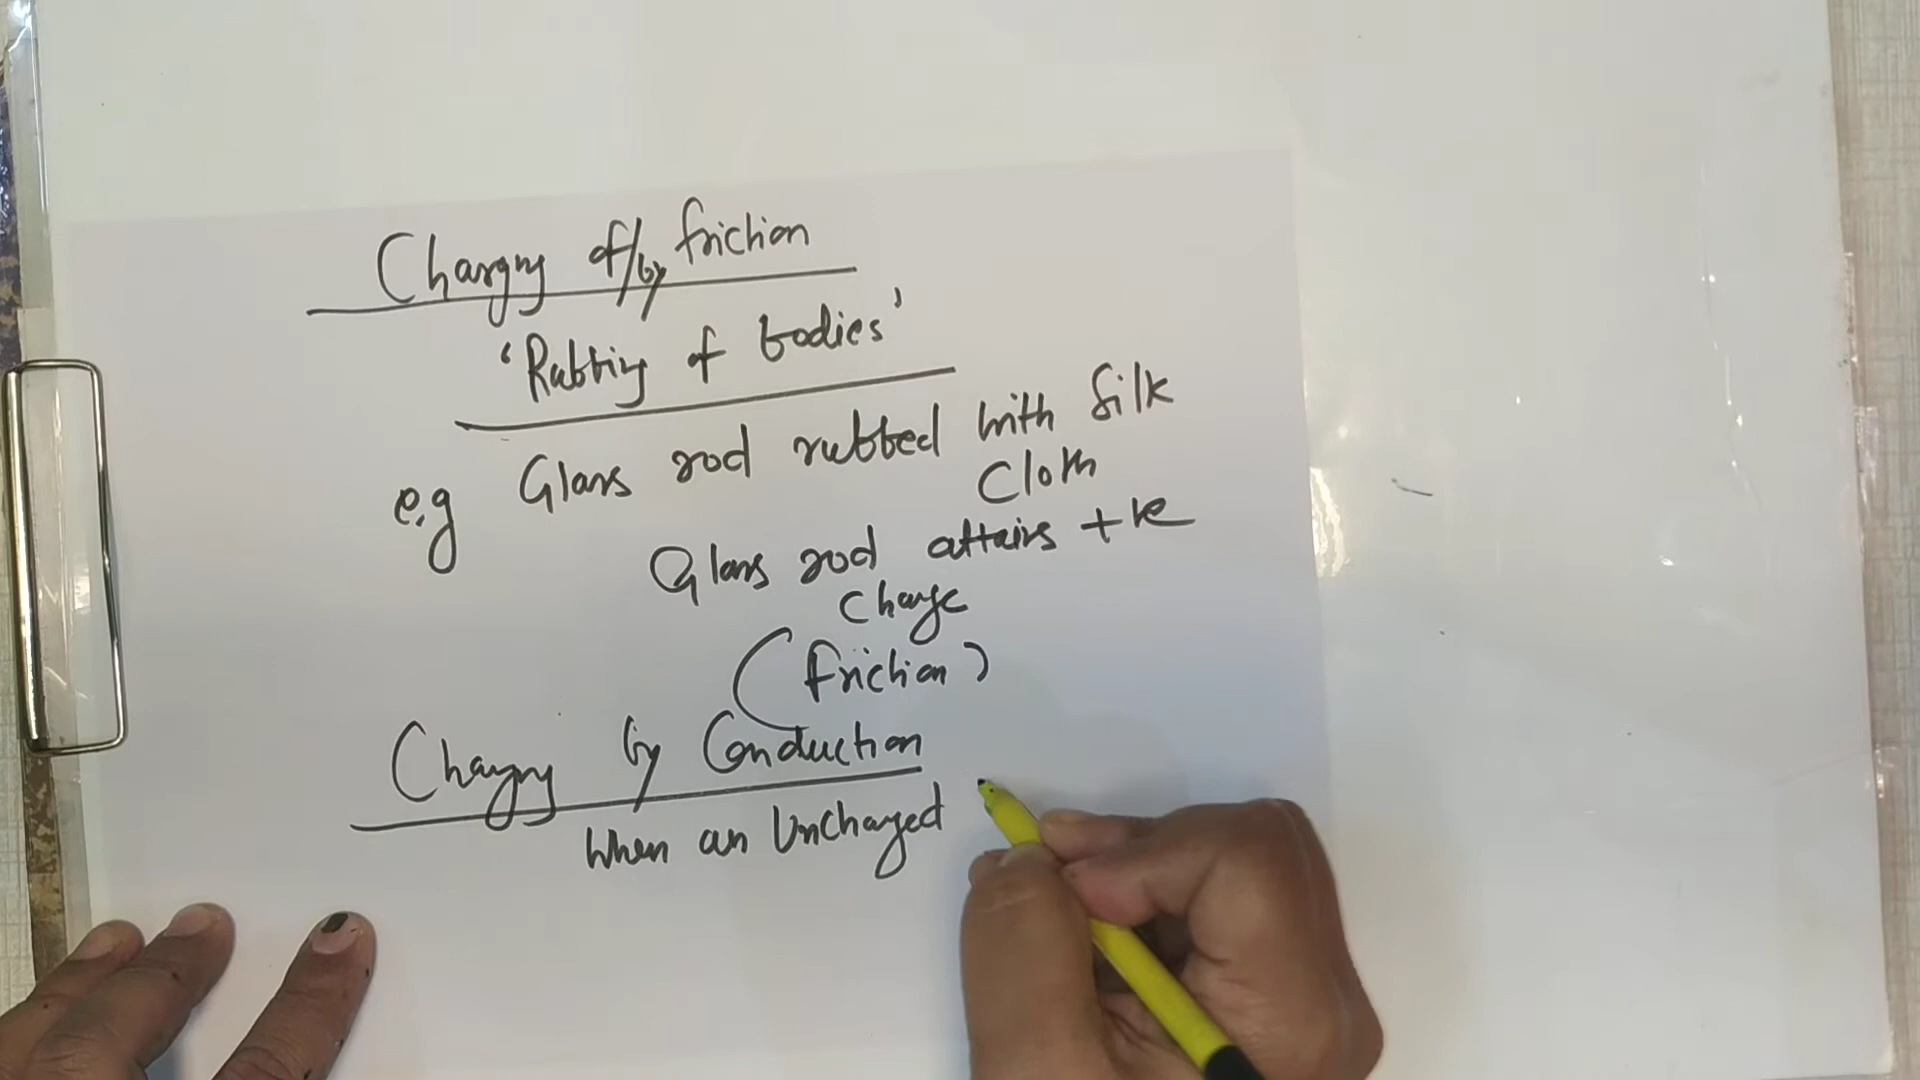 Charging of/by friction
'Rubbing of bodies'
e.g Glass rod rubbed with Silk
Cloth
Glass rod attains +ve
Charge
(friction)
Charging by Conduction
When an Uncharged